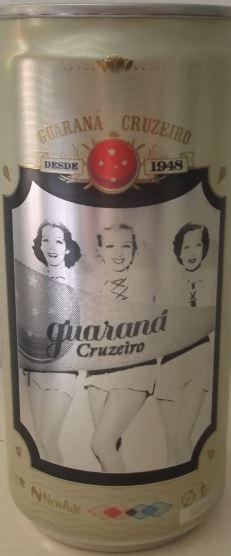 GUARANÁ CRUZEIRO
DESDE 1948
guaraná
Cruzeiro
NewAge